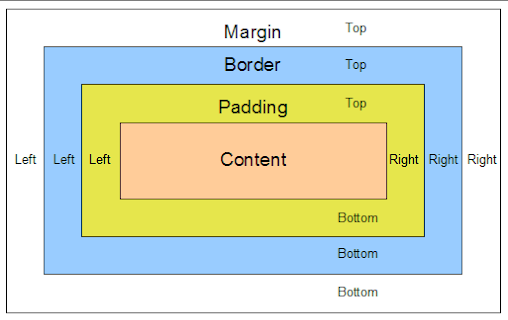 Margin Top
Border Top
Padding Top
Left Left Left Content Right Right Right
Bottom
Bottom
Bottom